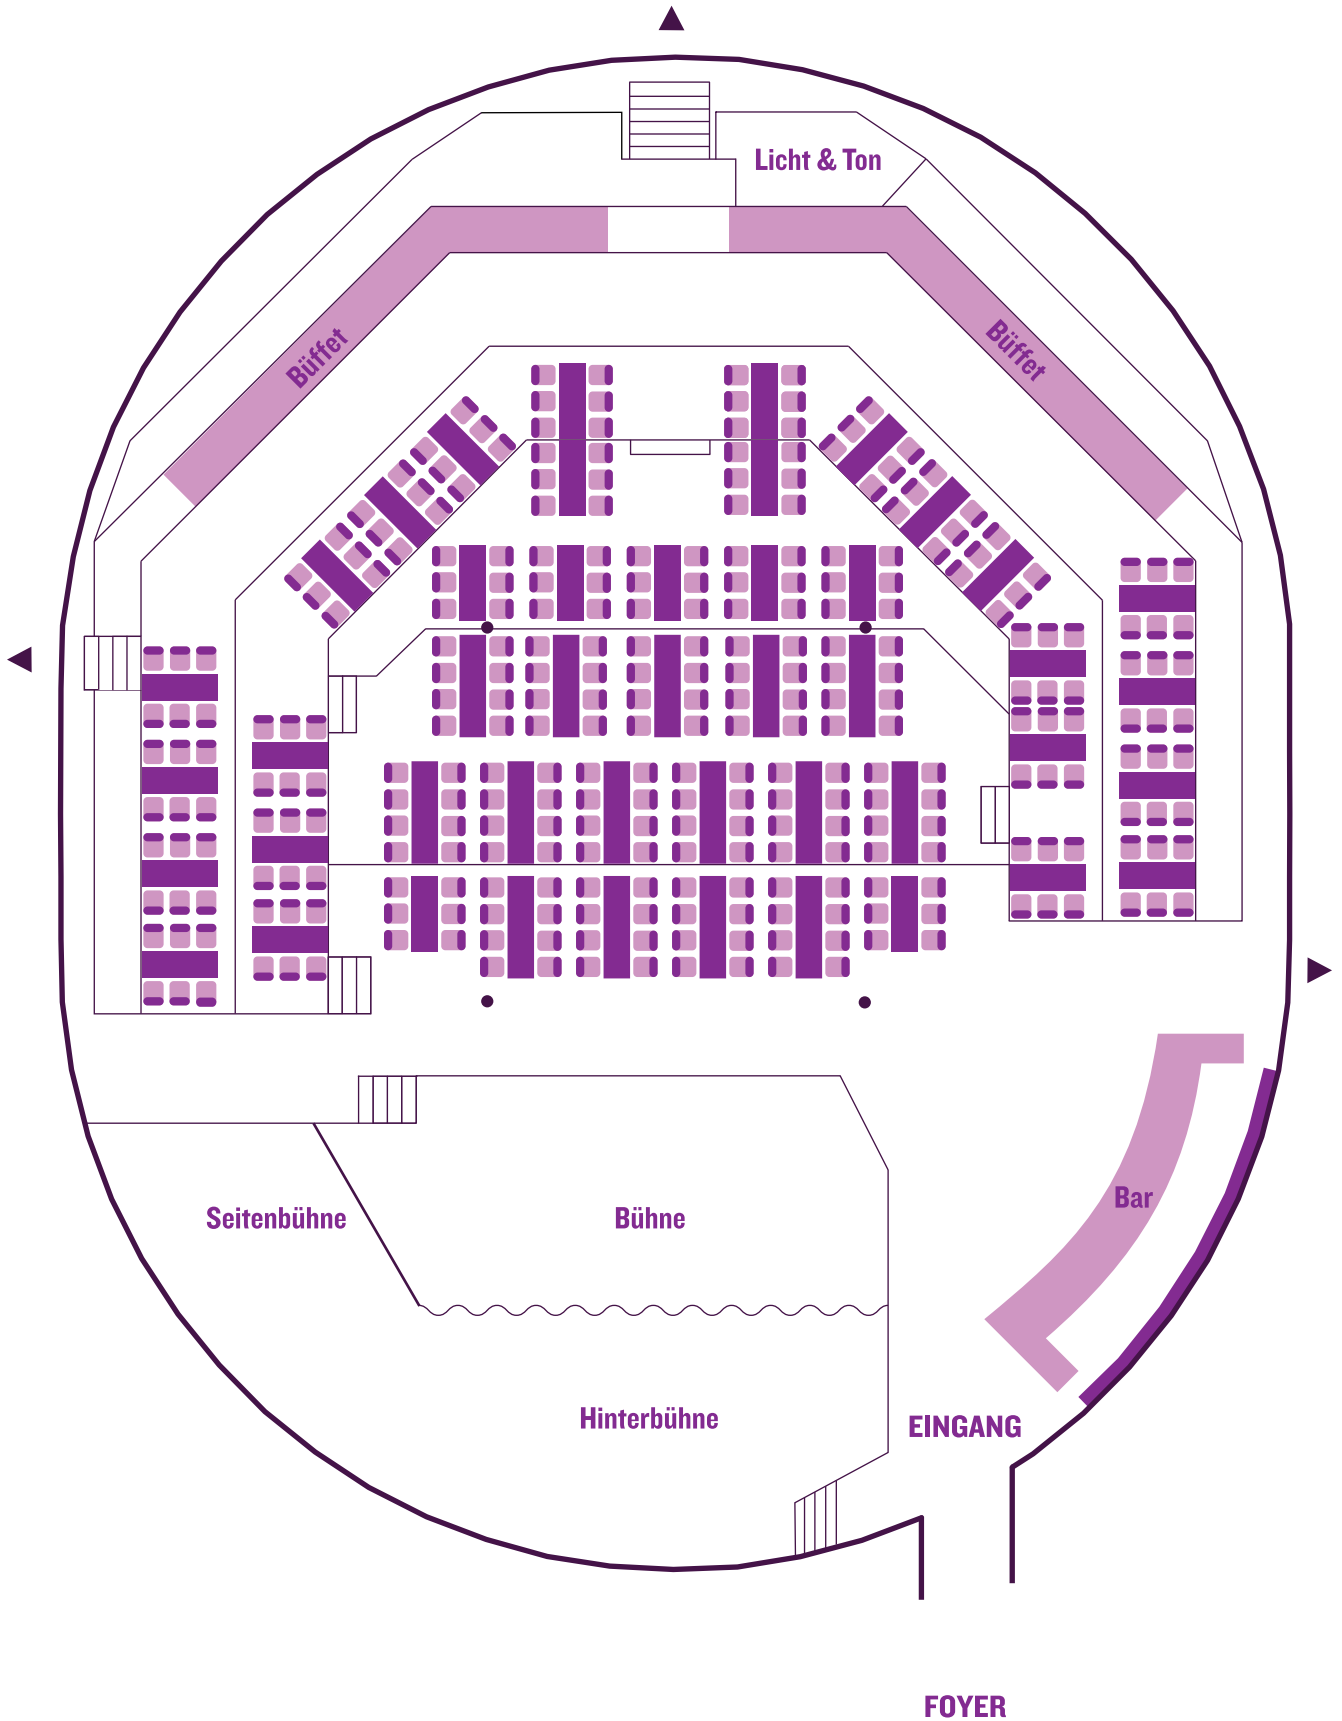 Licht & Ton
Büffet
Büffet
Bar
Seitenbühne
Bühne
Hinterbühne
EINGANG
FOYER